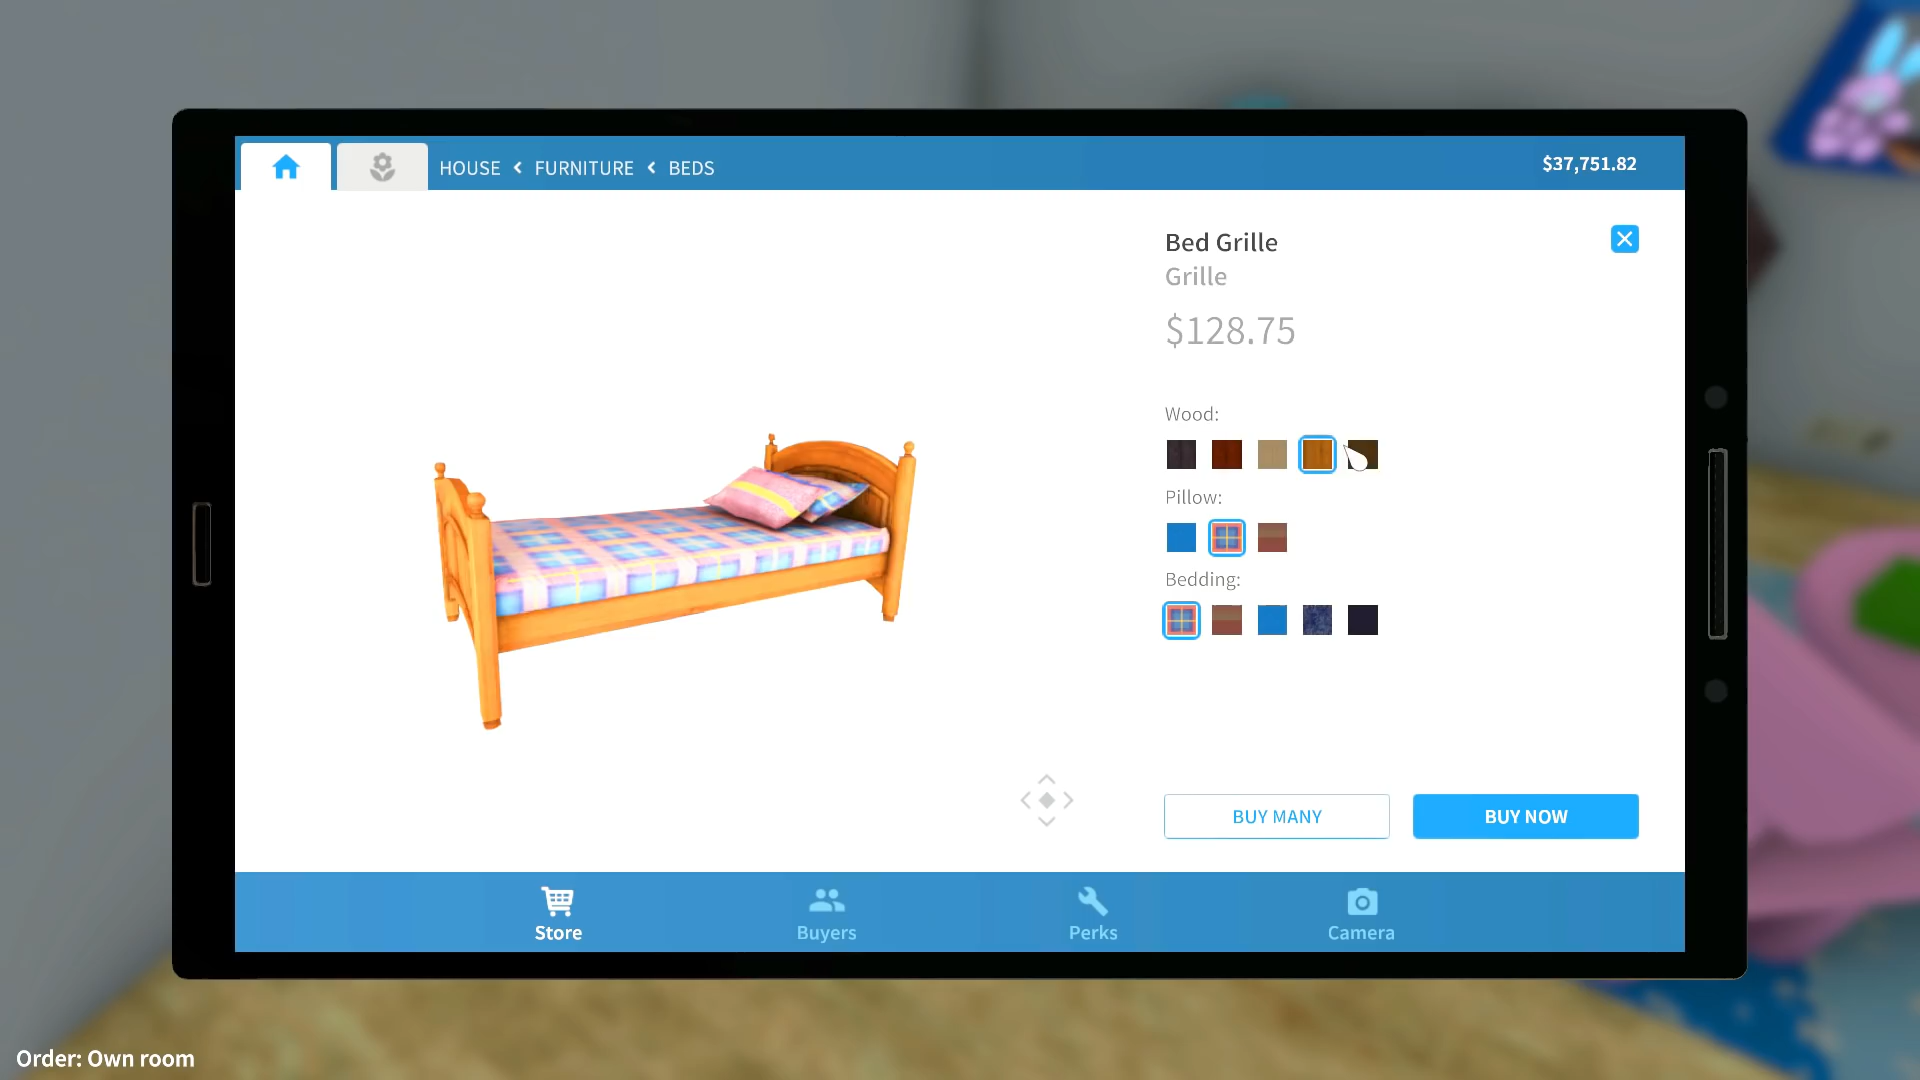 HOUSE < FURNITURE < BEDS
$37,751.82
Bed Grille
Grille
$128.75
Wood:
Pillow:
Bedding:
BUY MANY
BUY NOW
Store
Buyers
Perks
Camera
Order: Own room